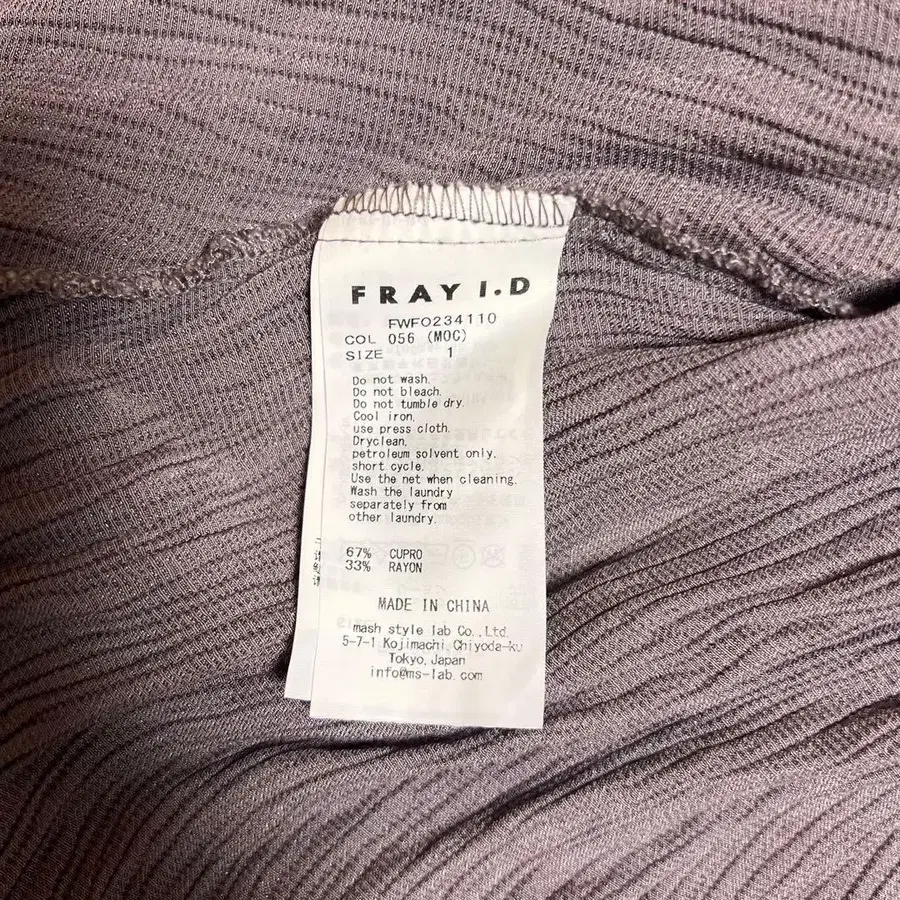 FRAY I.D
FWFO234110
COL 056 (MOC)
SIZE 1
Do not wash.
Do not bleach.
Do not tumble dry.
Cool iron,
use press cloth.
Dryclean,
petroleum solvent only.
short cycle.
Use the net when cleaning.
Wash the laundry
separately from
other laundry.
67% CUPRO
33% RAYON
MADE IN CHINA
mash style lab Co.,Ltd.
5-7-1 Kojimachi, Chiyoda-ku
Tokyo, Japan
info@ms-lab.com